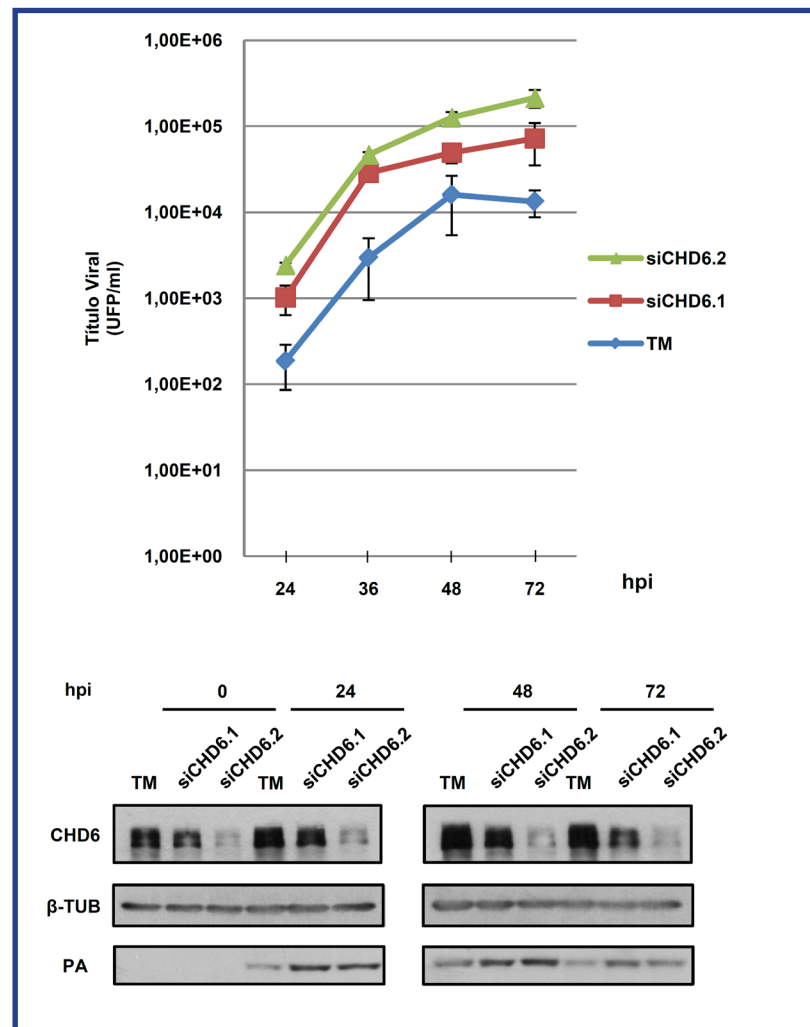 1,00E+06
1,00E+05
1,00E+04
1,00E+03
1,00E+02
1,00E+01
1,00E+00
Título Viral
(UFP/ml)
24 36 48 72 hpi
siCHD6.2
siCHD6.1
TM
hpi 0 24 48 72
TM siCHD6.1 siCHD6.2 TM siCHD6.1 siCHD6.2 TM siCHD6.1 siCHD6.2 TM siCHD6.1 siCHD6.2
CHD6
β-TUB
PA